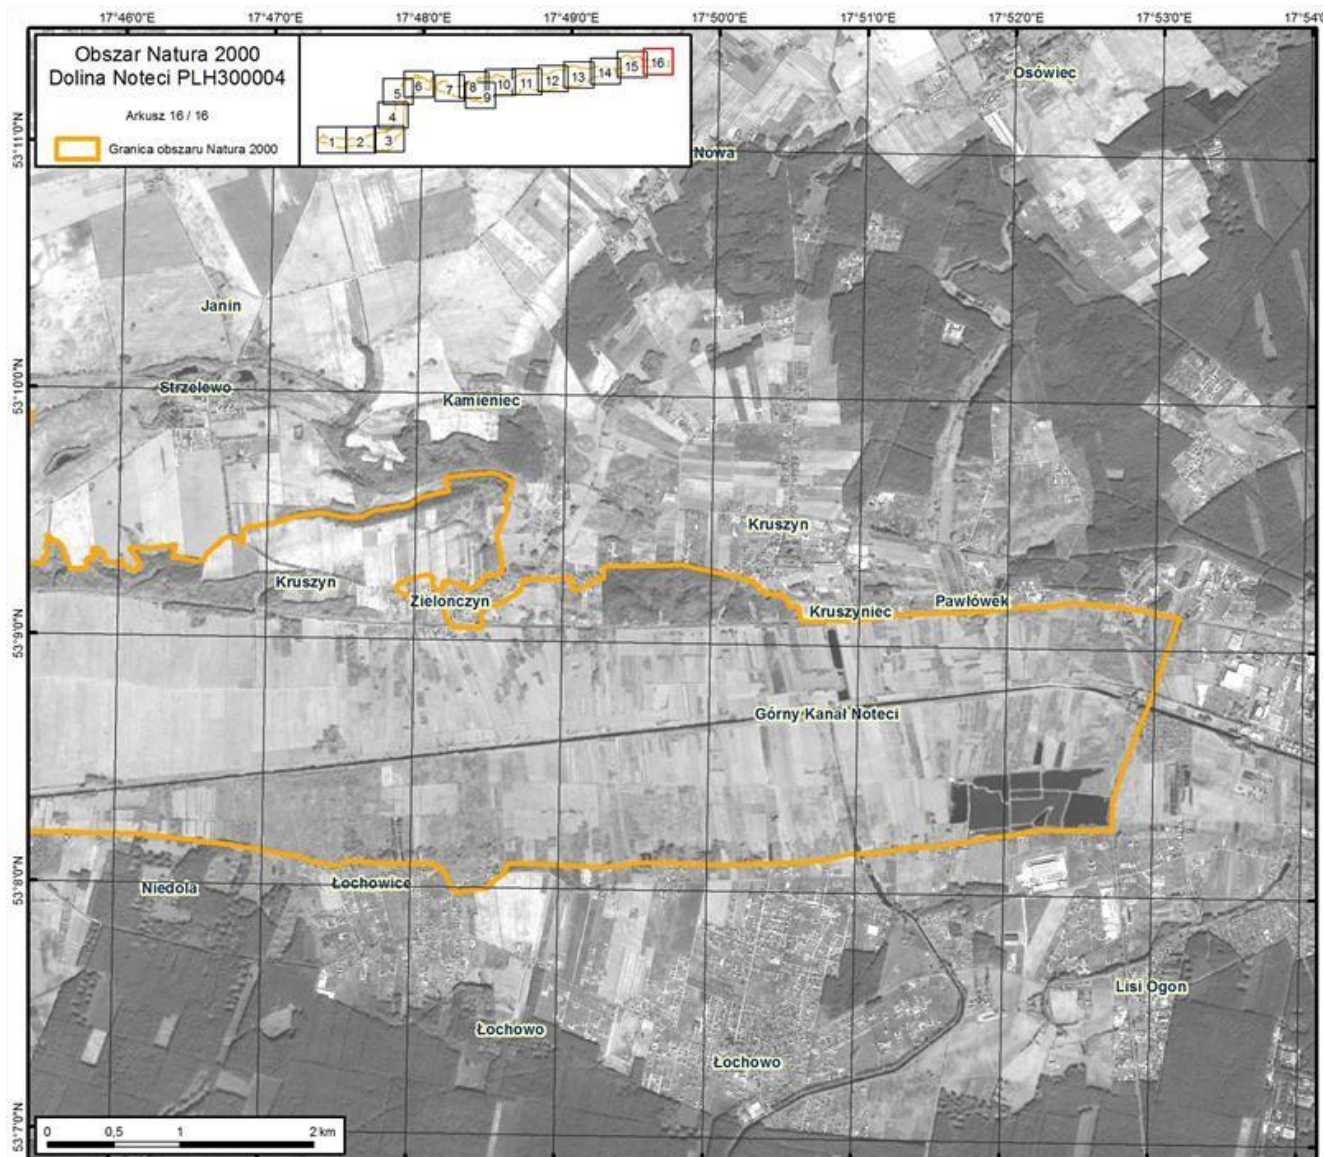 17°46'0"E 17°47'0"E 17°48'0"E 17°49'0"E 17°50'0"E 17°51'0"E 17°52'0"E 17°53'0"E 17°54'0
Obszar Natura 2000
Dolina Noteci PLH300004
Arkusz 16 / 16
Granica obszaru Natura 2000
1 2 3 4 5 6 7 8 9 10 11 12 13 14 15 16
Osówiec
53°11'0"N
Nowa
Janin
Strzelewo
53°10'0"N
Kamieniec
Kruszyn
Kruszyn
Zielonczyn
Pawłówek
Kruszyniec
53°9'0"N
Górny Kanał Noteci
53°8'0"N
Niedola
Łochowice
Lisi Ogon
Łochowo
Łochowo
53°7'0"N
0 0,5 1 2 km